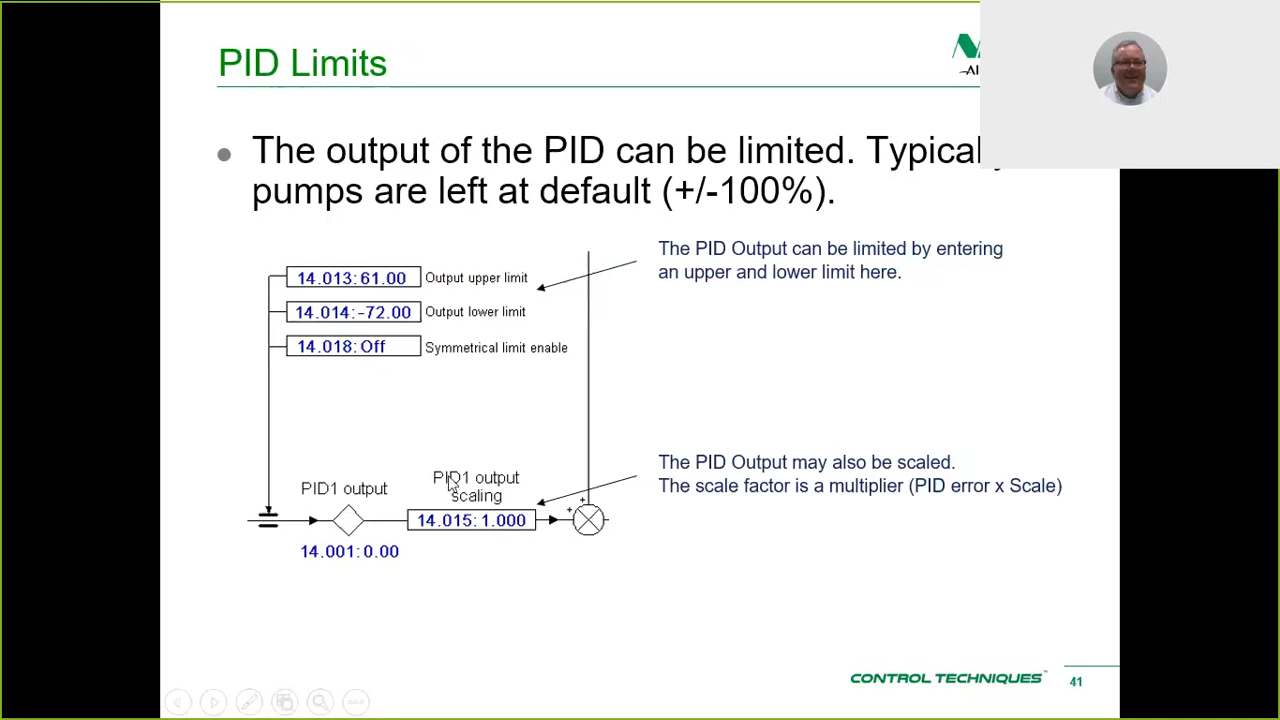 PID Limits
The output of the PID can be limited. Typically
pumps are left at default (+/-100%).
The PID Output can be limited by entering
an upper and lower limit here.
14.013:61.00 Output upper limit
14.014:-72.00 Output lower limit
14.018:Off Symmetrical limit enable
The PID Output may also be scaled.
The scale factor is a multiplier (PID error x Scale)
PID1 output
PID1 output
scaling
14.015:1.000
14.001:0.00
CONTROL TECHNIQUES
41